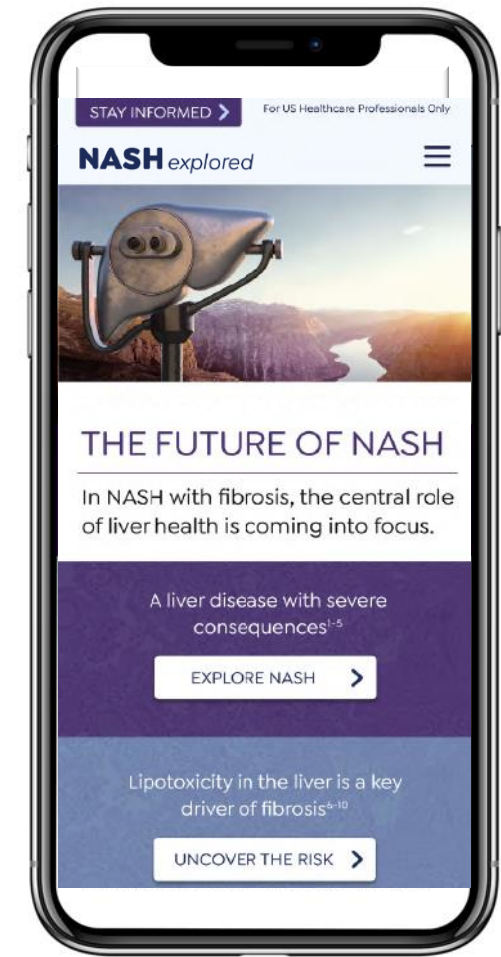 STAY INFORMED
For US Healthcare Professionals Only
NASH explored
THE FUTURE OF NASH
In NASH with fibrosis, the central role
of liver health is coming into focus.
A liver disease with severe
consequences¹⁻⁵
EXPLORE NASH
Lipotoxicity in the liver is a key
driver of fibrosis⁶⁻¹⁰
UNCOVER THE RISK